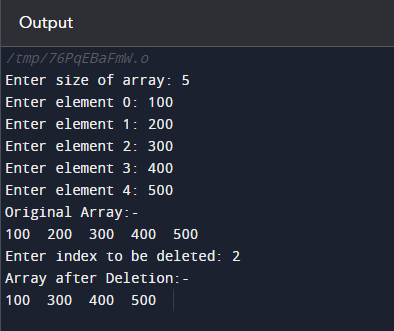 Output
/tmp/76PqEBaFmW.o
Enter size of array: 5
Enter element 0: 100
Enter element 1: 200
Enter element 2: 300
Enter element 3: 400
Enter element 4: 500
Original Array:-
100  200  300  400  500
Enter index to be deleted: 2
Array after Deletion:-
100  300  400  500